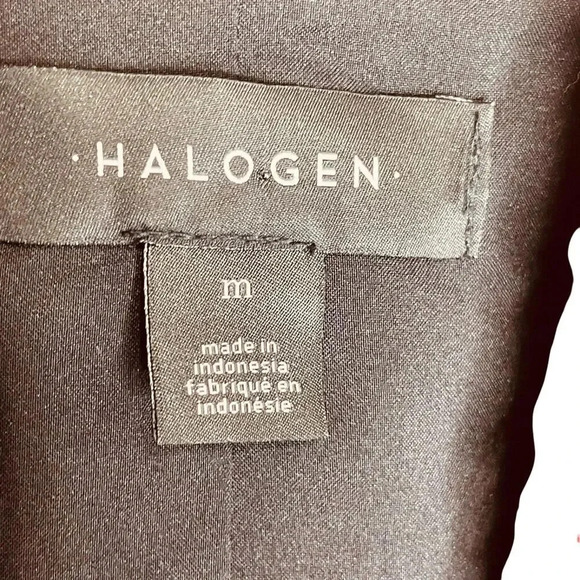 · HALOGEN ·
m
made in
indonesia
fabriqué en
indonésie